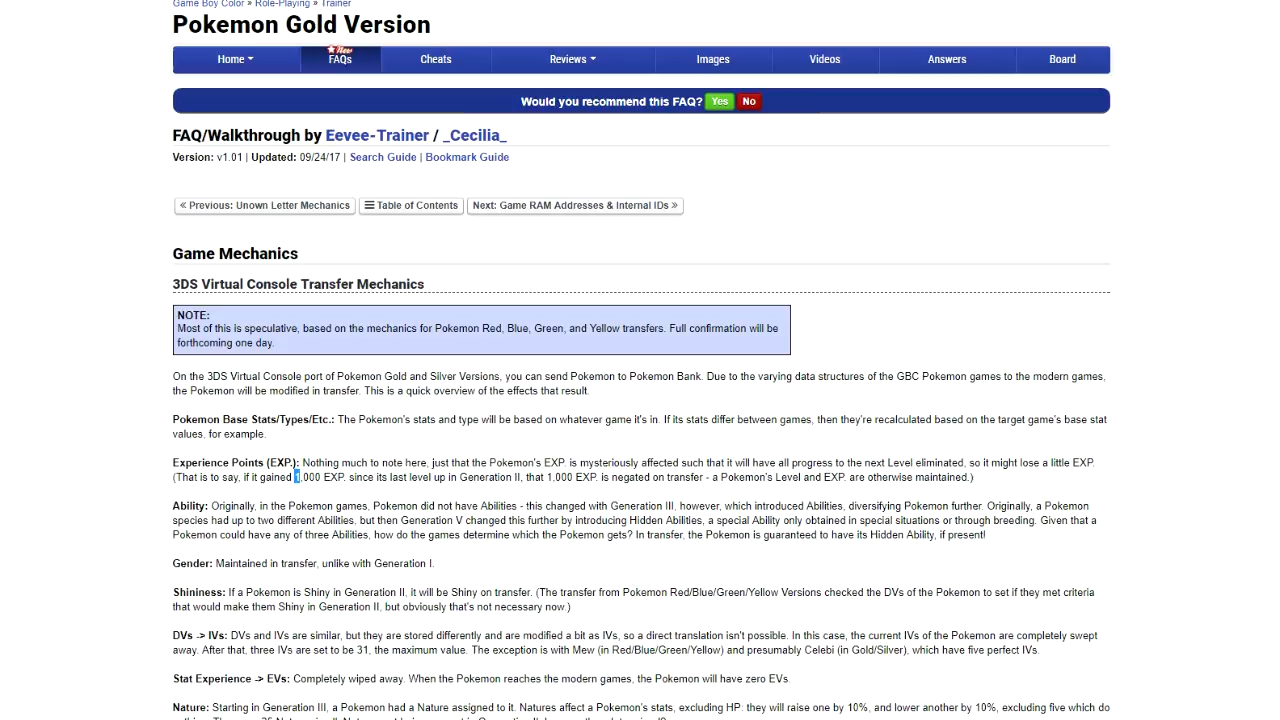 Game Boy Color » Role-Playing » Trainer
Pokemon Gold Version
Home
New
FAQs
Cheats
Reviews
Images
Videos
Answers
Board
Would you recommend this FAQ? Yes No
FAQ/Walkthrough by Eevee-Trainer / _Cecilia_
Version: v1.01 | Updated: 09/24/17 | Search Guide | Bookmark Guide
« Previous: Unown Letter Mechanics
Table of Contents
Next: Game RAM Addresses & Internal IDs »
Game Mechanics
3DS Virtual Console Transfer Mechanics
NOTE:
Most of this is speculative, based on the mechanics for Pokemon Red, Blue, Green, and Yellow transfers. Full confirmation will be
forthcoming one day.
On the 3DS Virtual Console port of Pokemon Gold and Silver Versions, you can send Pokemon to Pokemon Bank. Due to the varying data structures of the GBC Pokemon games to the modern games,
the Pokemon will be modified in transfer. This is a quick overview of the effects that result.
Pokemon Base Stats/Types/Etc.: The Pokemon's stats and type will be based on whatever game it's in. If its stats differ between games, then they're recalculated based on the target game's base stat
values, for example.
Experience Points (EXP.): Nothing much to note here, just that the Pokemon's EXP. is mysteriously affected such that it will have all progress to the next Level eliminated, so it might lose a little EXP.
(That is to say, if it gained 1,000 EXP. since its last level up in Generation II, that 1,000 EXP. is negated on transfer - a Pokemon's Level and EXP. are otherwise maintained.)
Ability: Originally, in the Pokemon games, Pokemon did not have Abilities - this changed with Generation III, however, which introduced Abilities, diversifying Pokemon further. Originally, a Pokemon
species had up to two different Abilities, but then Generation V changed this further by introducing Hidden Abilities, a special Ability only obtained in special situations or through breeding. Given that a
Pokemon could have any of three Abilities, how do the games determine which the Pokemon gets? In transfer, the Pokemon is guaranteed to have its Hidden Ability, if present!
Gender: Maintained in transfer, unlike with Generation I.
Shininess: If a Pokemon is Shiny in Generation II, it will be Shiny on transfer. (The transfer from Pokemon Red/Blue/Green/Yellow Versions checked the DVs of the Pokemon to set if they met criteria
that would make them Shiny in Generation II, but obviously that's not necessary now.)
DVs -> IVs: DVs and IVs are similar, but they are stored differently and are modified a bit as IVs, so a direct translation isn't possible. In this case, the current IVs of the Pokemon are completely swept
away. After that, three IVs are set to be 31, the maximum value. The exception is with Mew (in Red/Blue/Green/Yellow) and presumably Celebi (in Gold/Silver), which have five perfect IVs.
Stat Experience -> EVs: Completely wiped away. When the Pokemon reaches the modern games, the Pokemon will have zero EVs.
Nature: Starting in Generation III, a Pokemon had a Nature assigned to it. Natures affect a Pokemon's stats, excluding HP: they will raise one by 10%, and lower another by 10%, excluding five which do